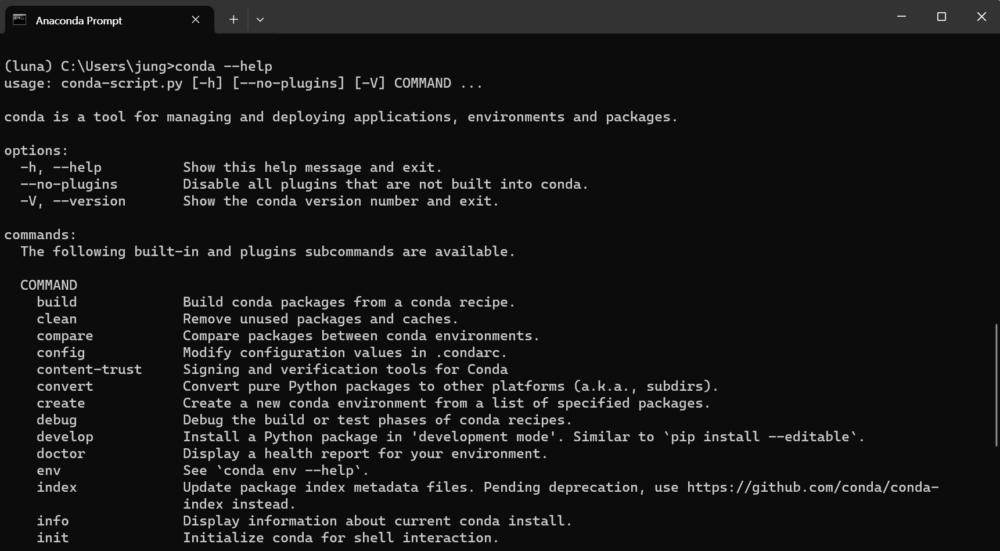 Anaconda Prompt
(luna) C:\Users\jung>conda --help
usage: conda-script.py [-h] [--no-plugins] [-V] COMMAND ...
conda is a tool for managing and deploying applications, environments and packages.
options:
-h, --help Show this help message and exit.
--no-plugins Disable all plugins that are not built into conda.
-V, --version Show the conda version number and exit.
commands:
The following built-in and plugins subcommands are available.
COMMAND
build Build conda packages from a conda recipe.
clean Remove unused packages and caches.
compare Compare packages between conda environments.
config Modify configuration values in .condarc.
content-trust Signing and verification tools for Conda
convert Convert pure Python packages to other platforms (a.k.a., subdirs).
create Create a new conda environment from a list of specified packages.
debug Debug the build or test phases of conda recipes.
develop Install a Python package in 'development mode'. Similar to `pip install --editable`.
doctor Display a health report for your environment.
env See `conda env --help`.
index Update package index metadata files. Pending deprecation, use https://github.com/conda/conda-
index instead.
info Display information about current conda install.
init Initialize conda for shell interaction.